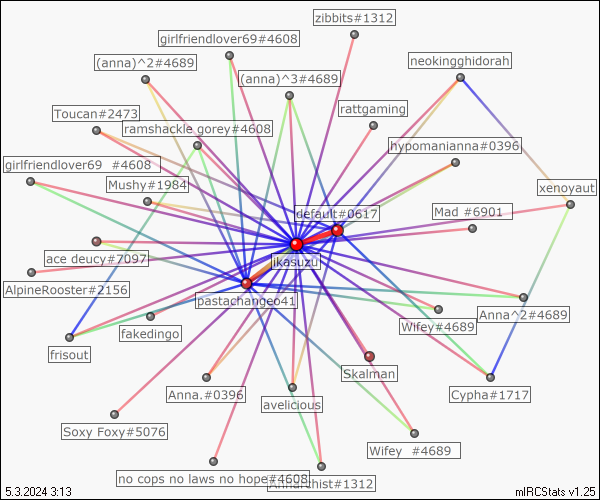 zibbits#1312
girlfriendlover69#4608
(anna)^2#4689
neokingghidorah
(anna)^3#4689
Toucan#2473
rattgaming
ramshackle gorey#4608
hypomanianna#0396
girlfriendlover69 #4608
Mushy#1984
xenoyaut
default#0617
Mad #6901
ace deucy#7097
jkasuzu
AlpineRooster#2156
pastachangeo41
Anna^2#4689
fakedingo
Wifey#4689
frisout
Skalman
Anna.#0396
Cypha#1717
avelicious
Soxy Foxy#5076
Wifey #4689
no cops no laws no hope#4608
Annarchist#1312
5.3.2024 3:13
mIRCStats v1.25